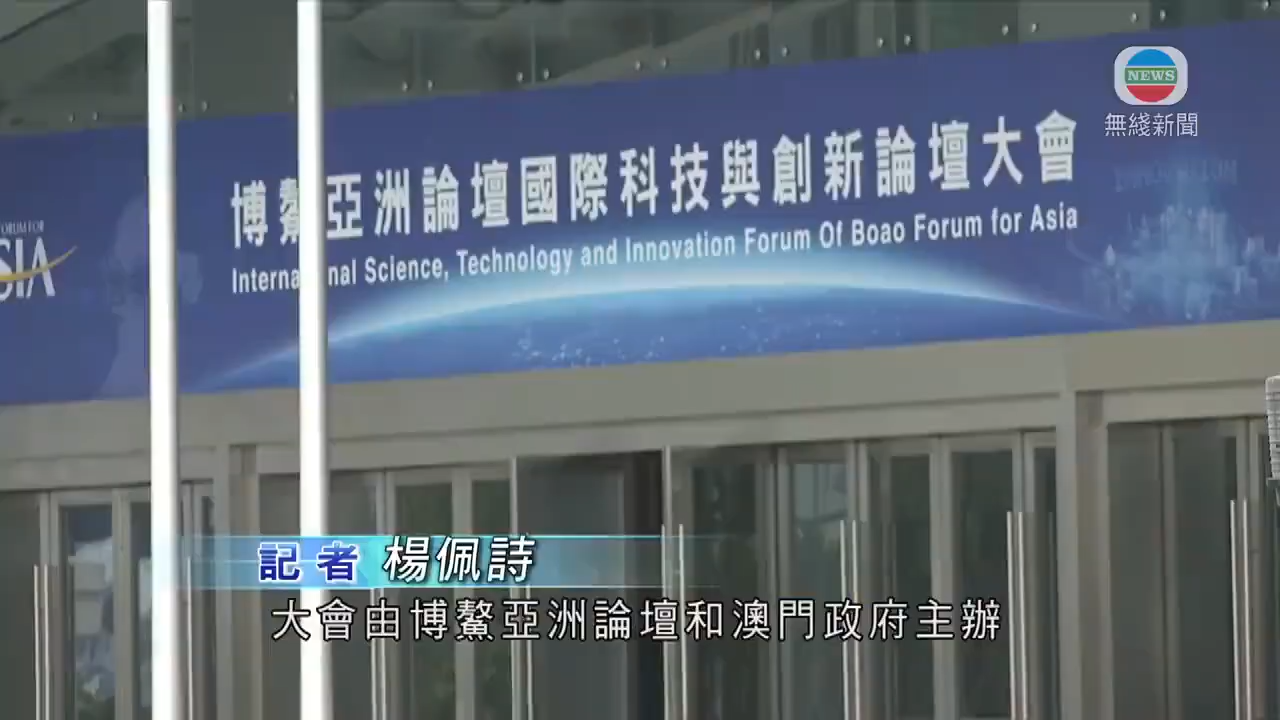 NEWS
無綫新聞
博鰲亞洲論壇國際科技與創新論壇大會
Interna nal Science, Technology and Innovation Forum Of Boao Forum for Asia
FORUM FOR
SIA
記者 楊佩詩
大會由博鰲亞洲論壇和澳門政府主辦